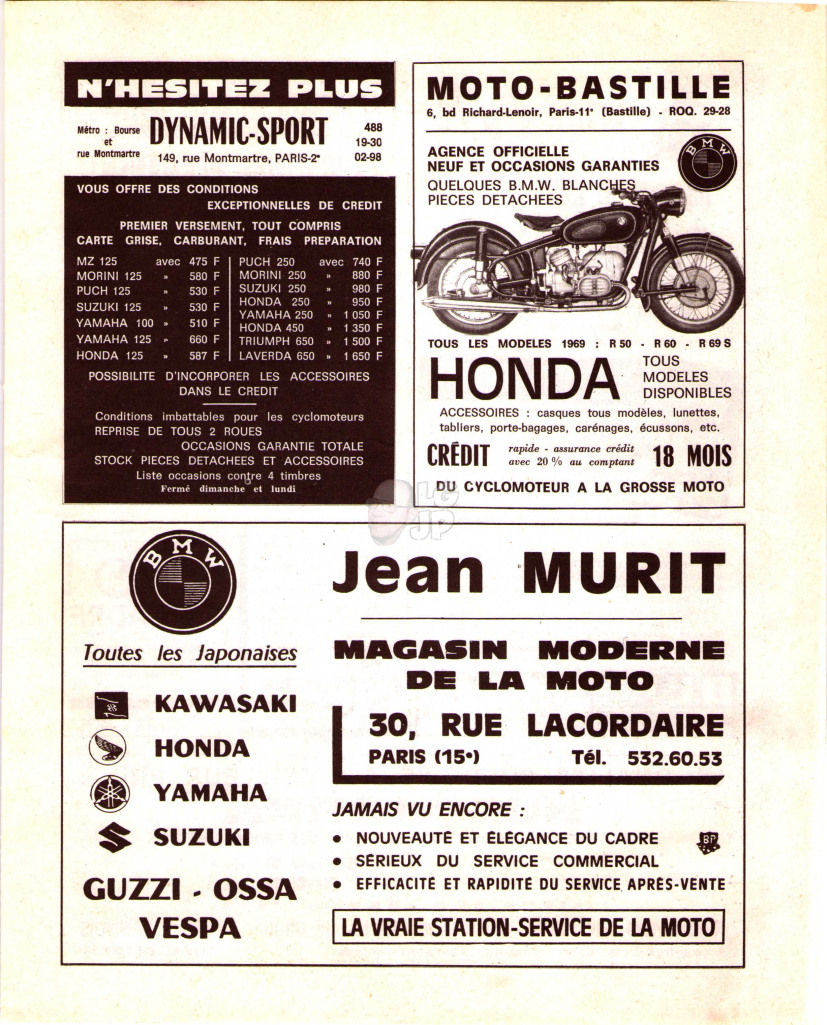 N'HESITEZ PLUS
Métro : Bourse
et
rue Montmartre
DYNAMIC-SPORT
149, rue Montmartre, PARIS-2e
488
19-30
02-98
VOUS OFFRE DES CONDITIONS
EXCEPTIONNELLES DE CREDIT
PREMIER VERSEMENT, TOUT COMPRIS
CARTE GRISE, CARBURANT, FRAIS PREPARATION
MZ 125 avec 475 F
MORINI 125 » 580 F
PUCH 125 » 530 F
SUZUKI 125 » 530 F
YAMAHA 100 » 510 F
YAMAHA 125 » 660 F
HONDA 125 » 587 F
PUCH 250 avec 740 F
MORINI 250 » 880 F
SUZUKI 250 » 980 F
HONDA 250 » 950 F
YAMAHA 250 » 1 050 F
HONDA 450 » 1 350 F
TRIUMPH 650 » 1 500 F
LAVERDA 650 » 1 650 F
POSSIBILITE D'INCORPORER LES ACCESSOIRES
DANS LE CREDIT
Conditions imbattables pour les cyclomoteurs
REPRISE DE TOUS 2 ROUES
OCCASIONS GARANTIE TOTALE
STOCK PIECES DETACHEES ET ACCESSOIRES
Liste occasions contre 4 timbres
Fermé dimanche et lundi
MOTO-BASTILLE
6, bd Richard-Lenoir, Paris-11e (Bastille) - ROQ. 29-28
AGENCE OFFICIELLE
NEUF ET OCCASIONS GARANTIES
QUELQUES B.M.W. BLANCHES
PIECES DETACHEES
BMW
TOUS LES MODELES 1969 : R 50 - R 60 - R 69 S
HONDA
TOUS
MODELES
DISPONIBLES
ACCESSOIRES : casques tous modèles, lunettes,
tabliers, porte-bagages, carénages, écussons, etc.
CRÉDIT
rapide - assurance crédit
avec 20 % au comptant
18 MOIS
DU CYCLOMOTEUR A LA GROSSE MOTO
LG
JP
BMW
Toutes les Japonaises
KAWASAKI
HONDA
YAMAHA
SUZUKI
GUZZI - OSSA
VESPA
Jean MURIT
MAGASIN MODERNE
DE LA MOTO
30, RUE LACORDAIRE
PARIS (15e) Tél. 532.60.53
JAMAIS VU ENCORE :
• NOUVEAUTÉ ET ÉLÉGANCE DU CADRE
• SÉRIEUX DU SERVICE COMMERCIAL
• EFFICACITÉ ET RAPIDITÉ DU SERVICE APRÈS-VENTE
BP
LA VRAIE STATION-SERVICE DE LA MOTO